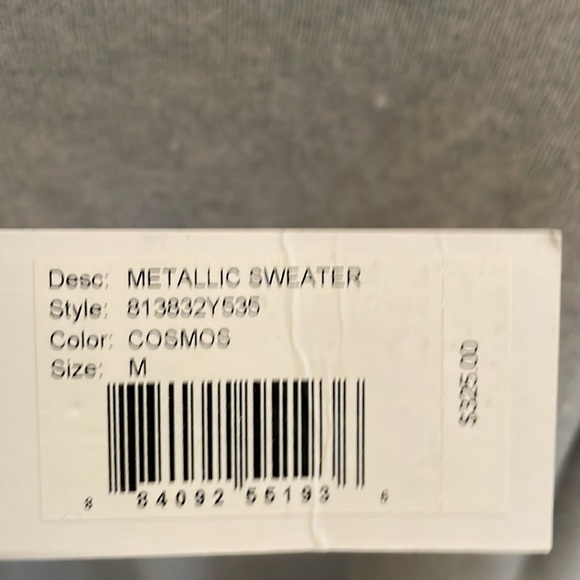 Desc: METALLIC SWEATER
Style: 813832Y535
Color: COSMOS
Size: M
$325.00
8 84092 55193 6